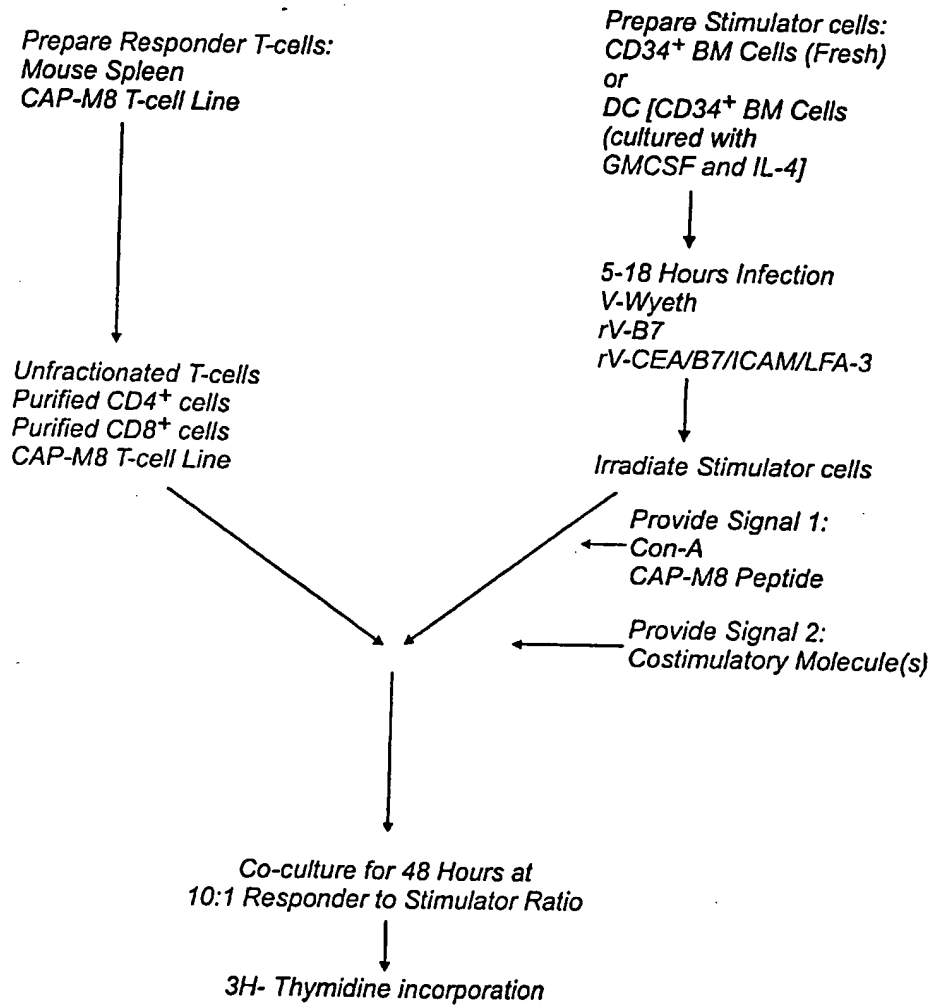 Prepare Responder T-cells:
Mouse Spleen
CAP-M8 T-cell Line
Prepare Stimulator cells:
CD34+ BM Cells (Fresh)
or
DC [CD34+ BM Cells
(cultured with
GMCSF and IL-4]
5-18 Hours Infection
V-Wyeth
rV-B7
rV-CEA/B7/ICAM/LFA-3
Unfractionated T-cells
Purified CD4+ cells
Purified CD8+ cells
CAP-M8 T-cell Line
Irradiate Stimulator cells
Provide Signal 1:
Con-A
CAP-M8 Peptide
Provide Signal 2:
Costimulatory Molecule(s)
Co-culture for 48 Hours at
10:1 Responder to Stimulator Ratio
3H- Thymidine incorporation